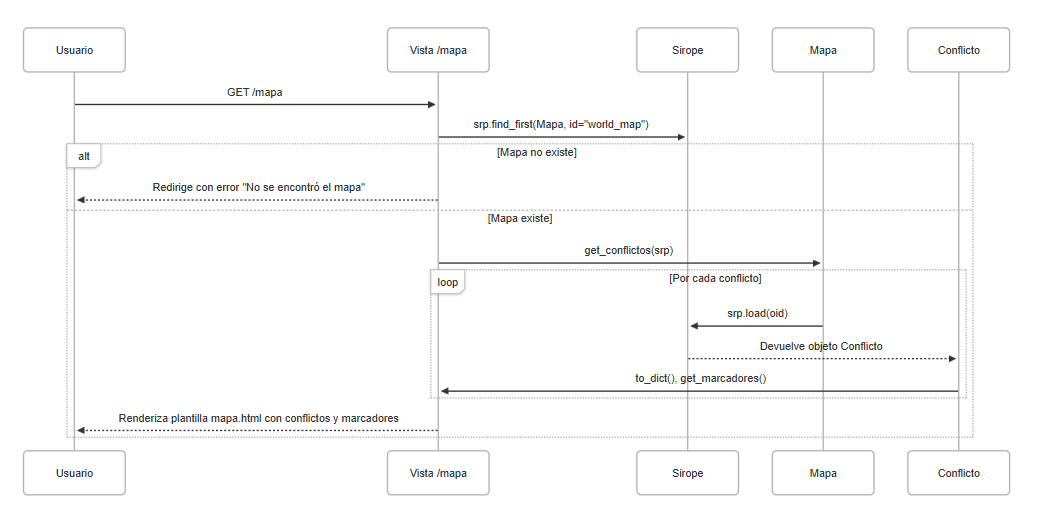 Usuario
Vista /mapa
Sirope
Mapa
Conflicto
GET /mapa
srp.find_first(Mapa, id="world_map")
alt
[Mapa no existe]
Redirige con error "No se encontró el mapa"
[Mapa existe]
get_conflictos(srp)
loop
[Por cada conflicto]
srp.load(oid)
Devuelve objeto Conflicto
to_dict(), get_marcadores()
Renderiza plantilla mapa.html con conflictos y marcadores
Usuario
Vista /mapa
Sirope
Mapa
Conflicto